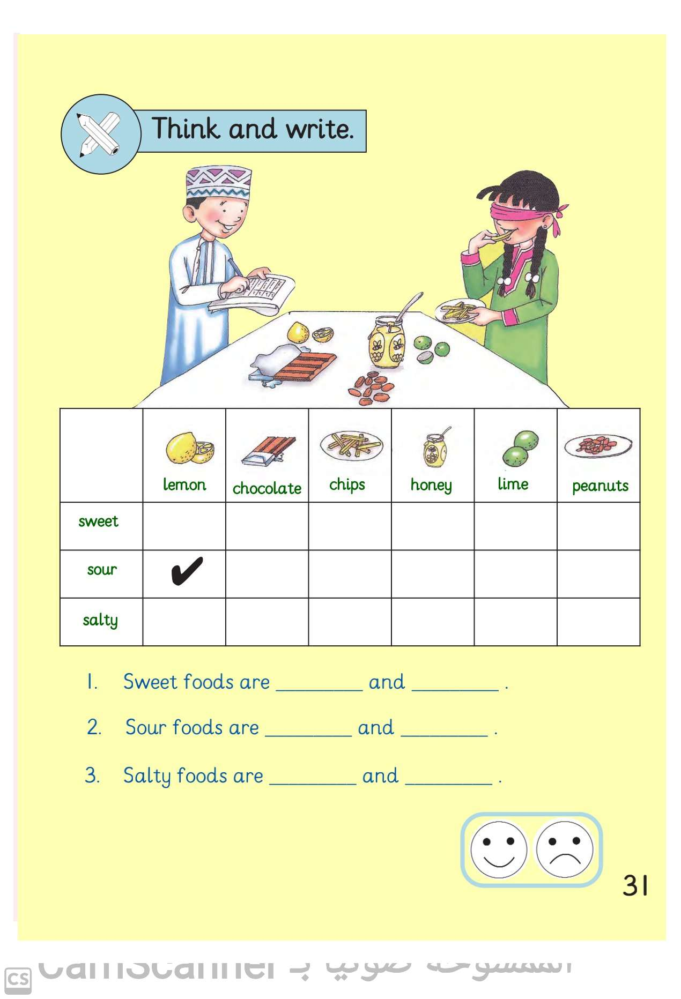 Think and write.
lemon chocolate chips honey lime peanuts
sweet
sour ✔
salty
1. Sweet foods are ________ and ________ .
2. Sour foods are ________ and ________ .
3. Salty foods are ________ and ________ .
31
CS CamScanner الممسوحة ضوئيا بـ